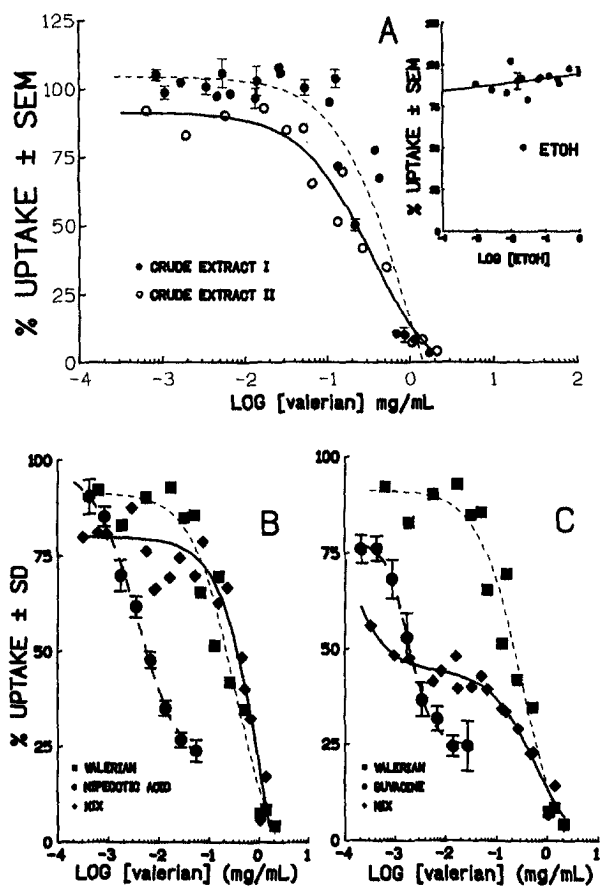 A
% UPTAKE ± SEM
125
100
75
50
25
0
-4
-3
-2
-1
0
1
2
LOG [valerian] mg/mL
● CRUDE EXTRACT I
○ CRUDE EXTRACT II
% UPTAKE ± SEM
● ETOH
LOG [ETOH]
B
% UPTAKE ± SD
100
75
50
25
0
-4
-3
-2
-1
0
1
LOG [valerian] (mg/mL)
■ VALERIAN
● NIPECOTIC ACID
◆ MIX
C
100
75
50
25
0
-4
-3
-2
-1
0
1
LOG [valerian] (mg/mL)
■ VALERIAN
● GUVACINE
◆ MIX